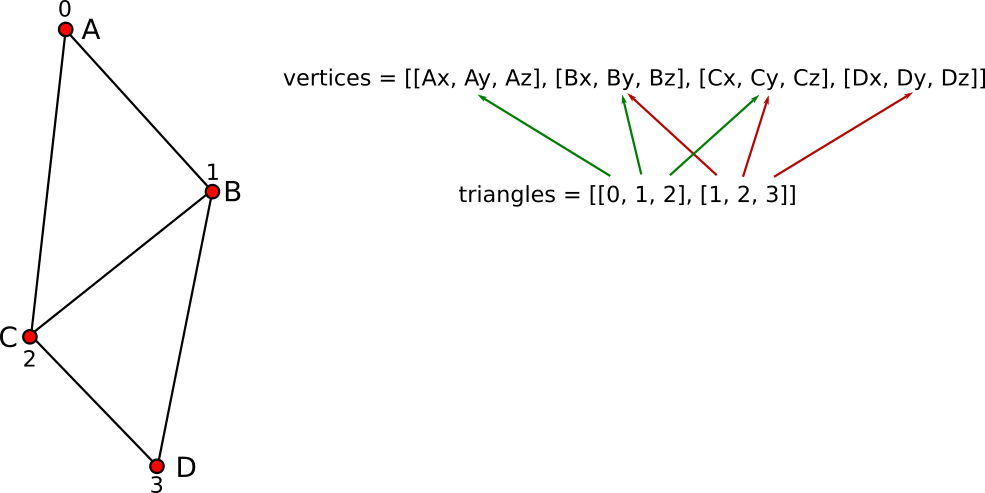 0
A
vertices = [[Ax, Ay, Az], [Bx, By, Bz], [Cx, Cy, Cz], [Dx, Dy, Dz]]
1
B
triangles = [[0, 1, 2], [1, 2, 3]]
C
2
D
3